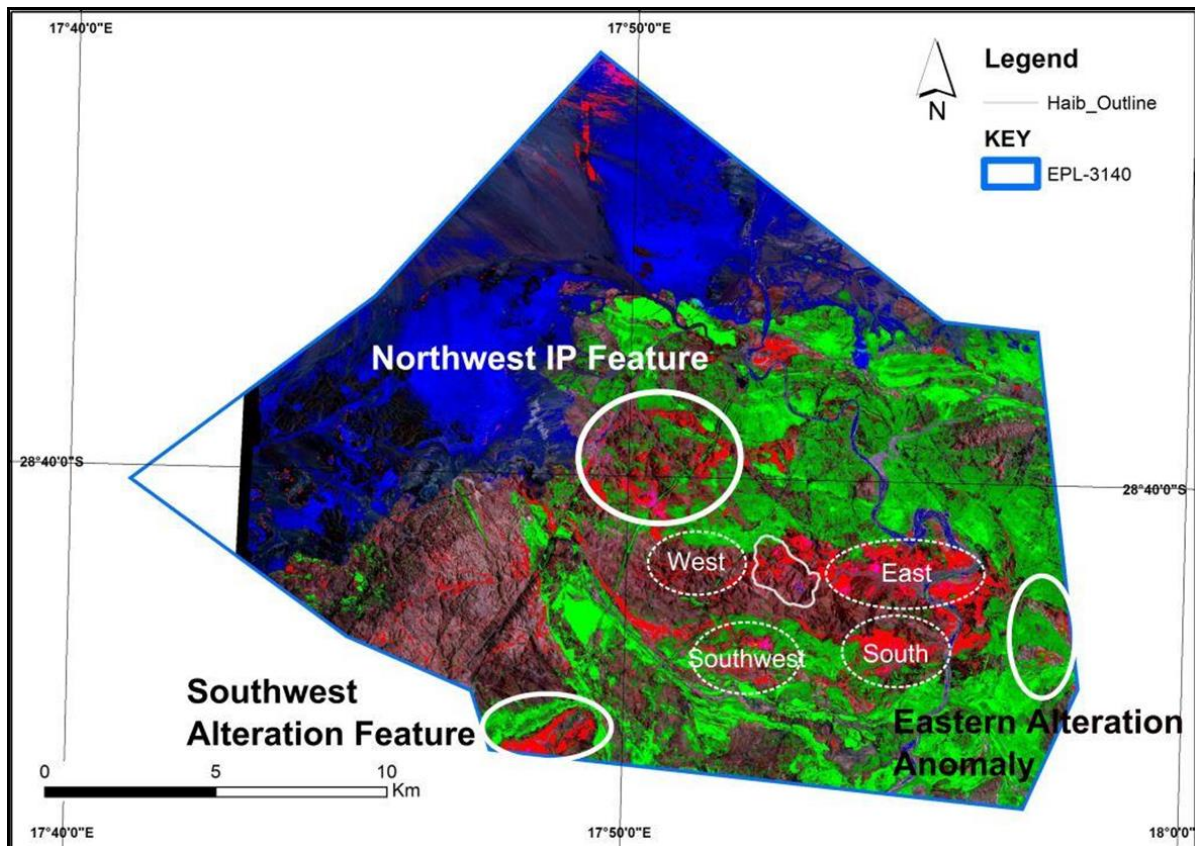 17°40'0"E
17°50'0"E
Legend
Haib_Outline
KEY
EPL-3140
N
Northwest IP Feature
28°40'0"S
28°40'0"S
West
East
Southwest
South
Southwest
Alteration Feature
Eastern Alteration
Anomaly
0 5 10
Km
17°40'0"E
17°50'0"E
18°0'0"E